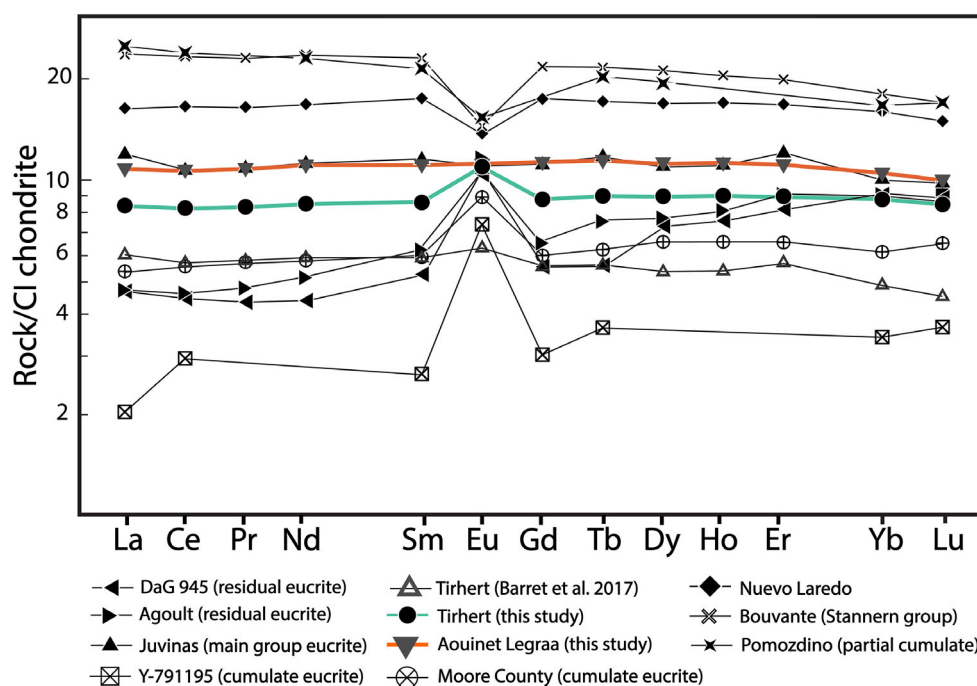 Rock/CI chondrite
20
10
8
6
4
2
La Ce Pr Nd Sm Eu Gd Tb Dy Ho Er Yb Lu
DaG 945 (residual eucrite)
Agoult (residual eucrite)
Juvinas (main group eucrite)
Y-791195 (cumulate eucrite)
Tirhert (Barret et al. 2017)
Tirhert (this study)
Aouinet Legraa (this study)
Moore County (cumulate eucrite)
Nuevo Laredo
Bouvante (Stannern group)
Pomozdino (partial cumulate)